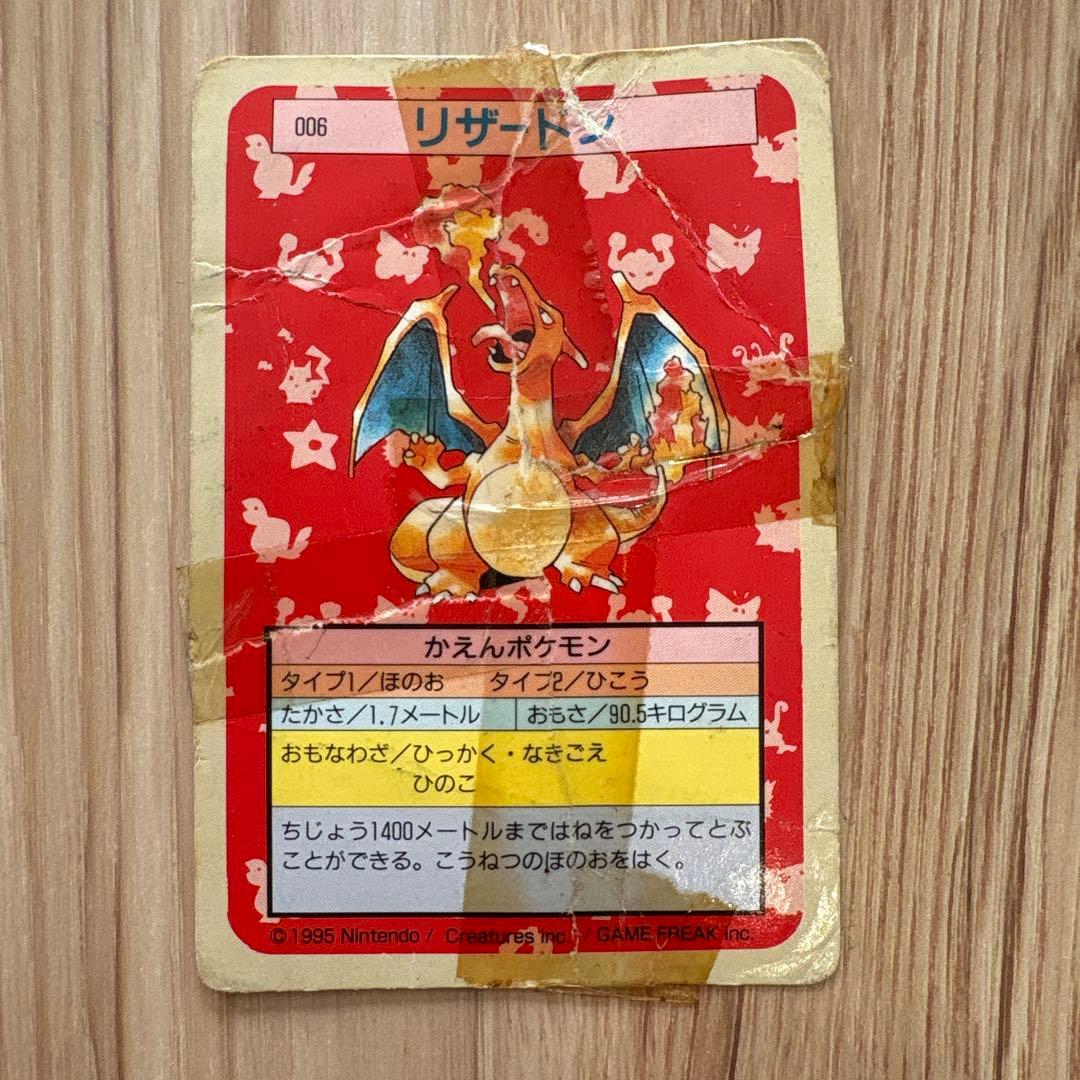 006 リザードン
かえんポケモン
タイプ1/ほのお タイプ2/ひこう
たかさ/1.7メートル おもさ/90.5キログラム
おもなわざ/ひっかく・なきごえ
ひのこ
ちじょう1400メートルまではねをつかってとぶ
ことができる。こうねつのほのおをはく。
©1995 Nintendo / Creatures inc. / GAME FREAK inc.